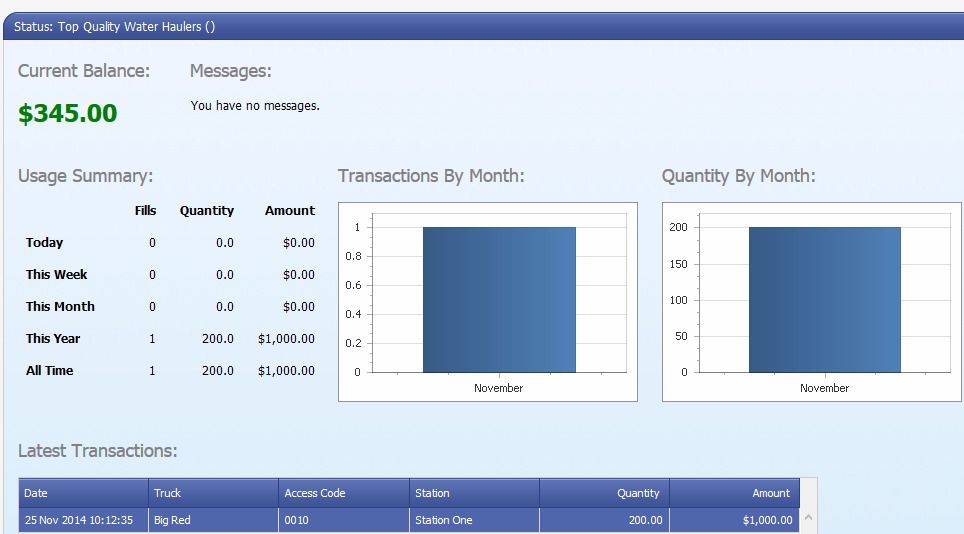 Status: Top Quality Water Haulers ()
Current Balance: Messages:
$345.00 You have no messages.
Usage Summary: Transactions By Month: Quantity By Month:
Fills Quantity Amount
Today 0 0.0 $0.00
This Week 0 0.0 $0.00
This Month 0 0.0 $0.00
This Year 1 200.0 $1,000.00
All Time 1 200.0 $1,000.00
1
0.8
0.6
0.4
0.2
0
November
200
150
100
50
0
November
Latest Transactions:
Date Truck Access Code Station Quantity Amount
25 Nov 2014 10:12:35 Big Red 0010 Station One 200.00 $1,000.00